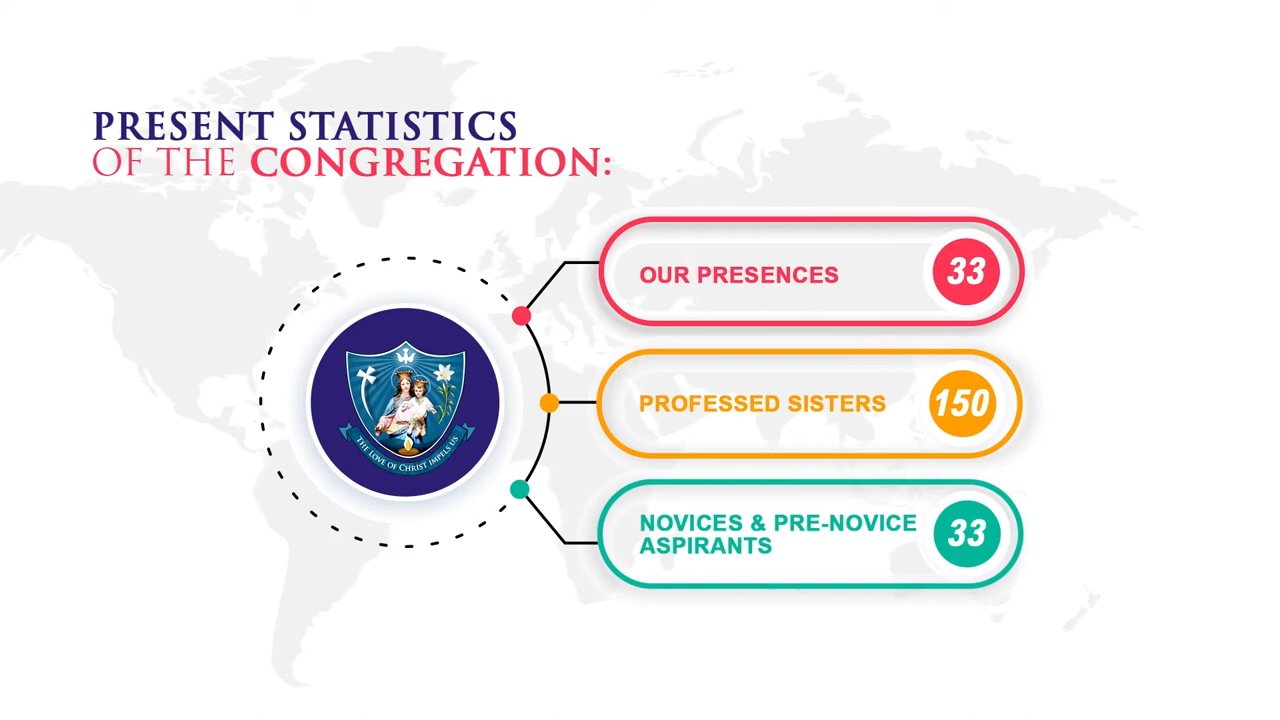 PRESENT STATISTICS
OF THE CONGREGATION:
OUR PRESENCES 33
PROFESSED SISTERS 150
NOVICES & PRE-NOVICE
ASPIRANTS 33
THE LOVE OF CHRIST IMPELS US